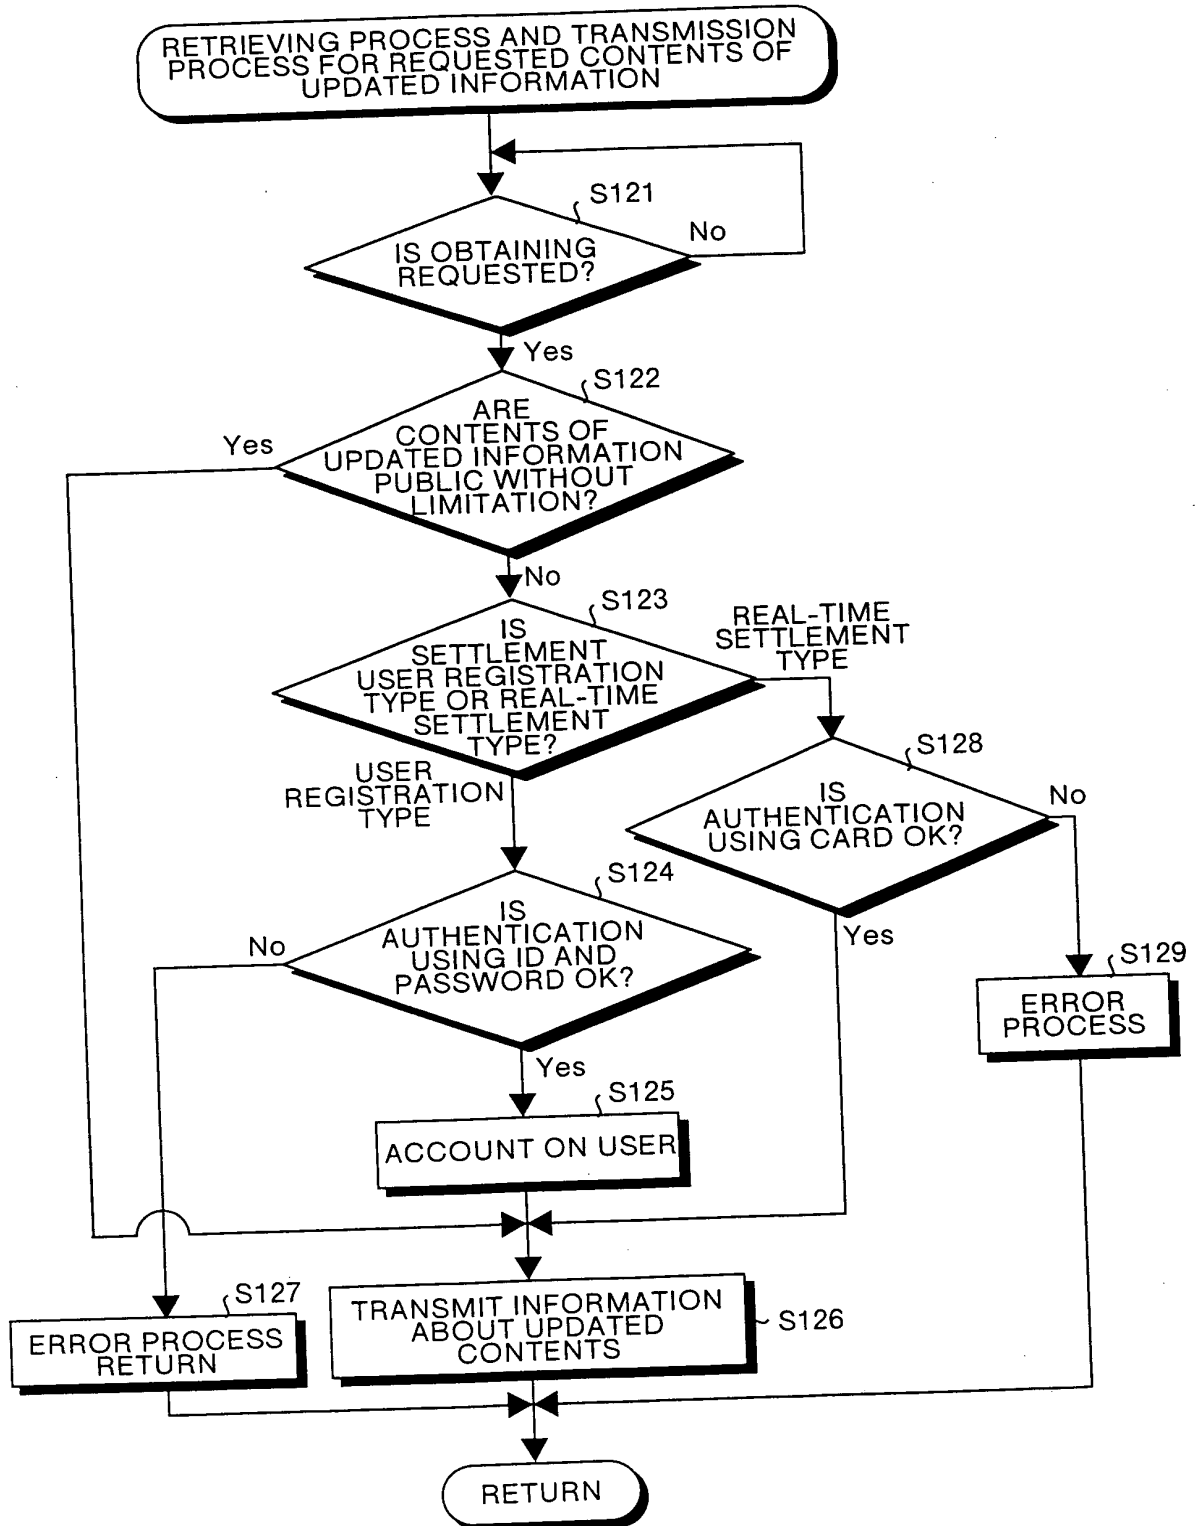 RETRIEVING PROCESS AND TRANSMISSION
PROCESS FOR REQUESTED CONTENTS OF
UPDATED INFORMATION
S121
IS OBTAINING
REQUESTED?
No
Yes
S122
ARE
CONTENTS OF
UPDATED INFORMATION
PUBLIC WITHOUT
LIMITATION?
Yes
No
S123
IS
SETTLEMENT
USER REGISTRATION
TYPE OR REAL-TIME
SETTLEMENT
TYPE?
REAL-TIME
SETTLEMENT
TYPE
USER
REGISTRATION
TYPE
S128
IS
AUTHENTICATION
USING CARD OK?
No
Yes
S124
IS
AUTHENTICATION
USING ID AND
PASSWORD OK?
No
Yes
S129
ERROR
PROCESS
S125
ACCOUNT ON USER
S127
ERROR PROCESS
RETURN
TRANSMIT INFORMATION
ABOUT UPDATED
CONTENTS
S126
RETURN